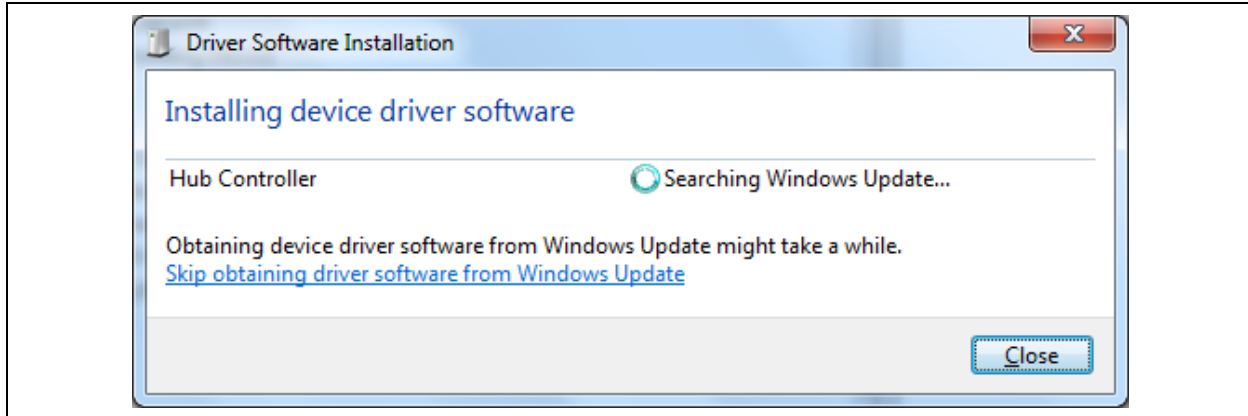 Driver Software Installation
Installing device driver software
Hub Controller Searching Windows Update...
Obtaining device driver software from Windows Update might take a while.
Skip obtaining driver software from Windows Update
Close